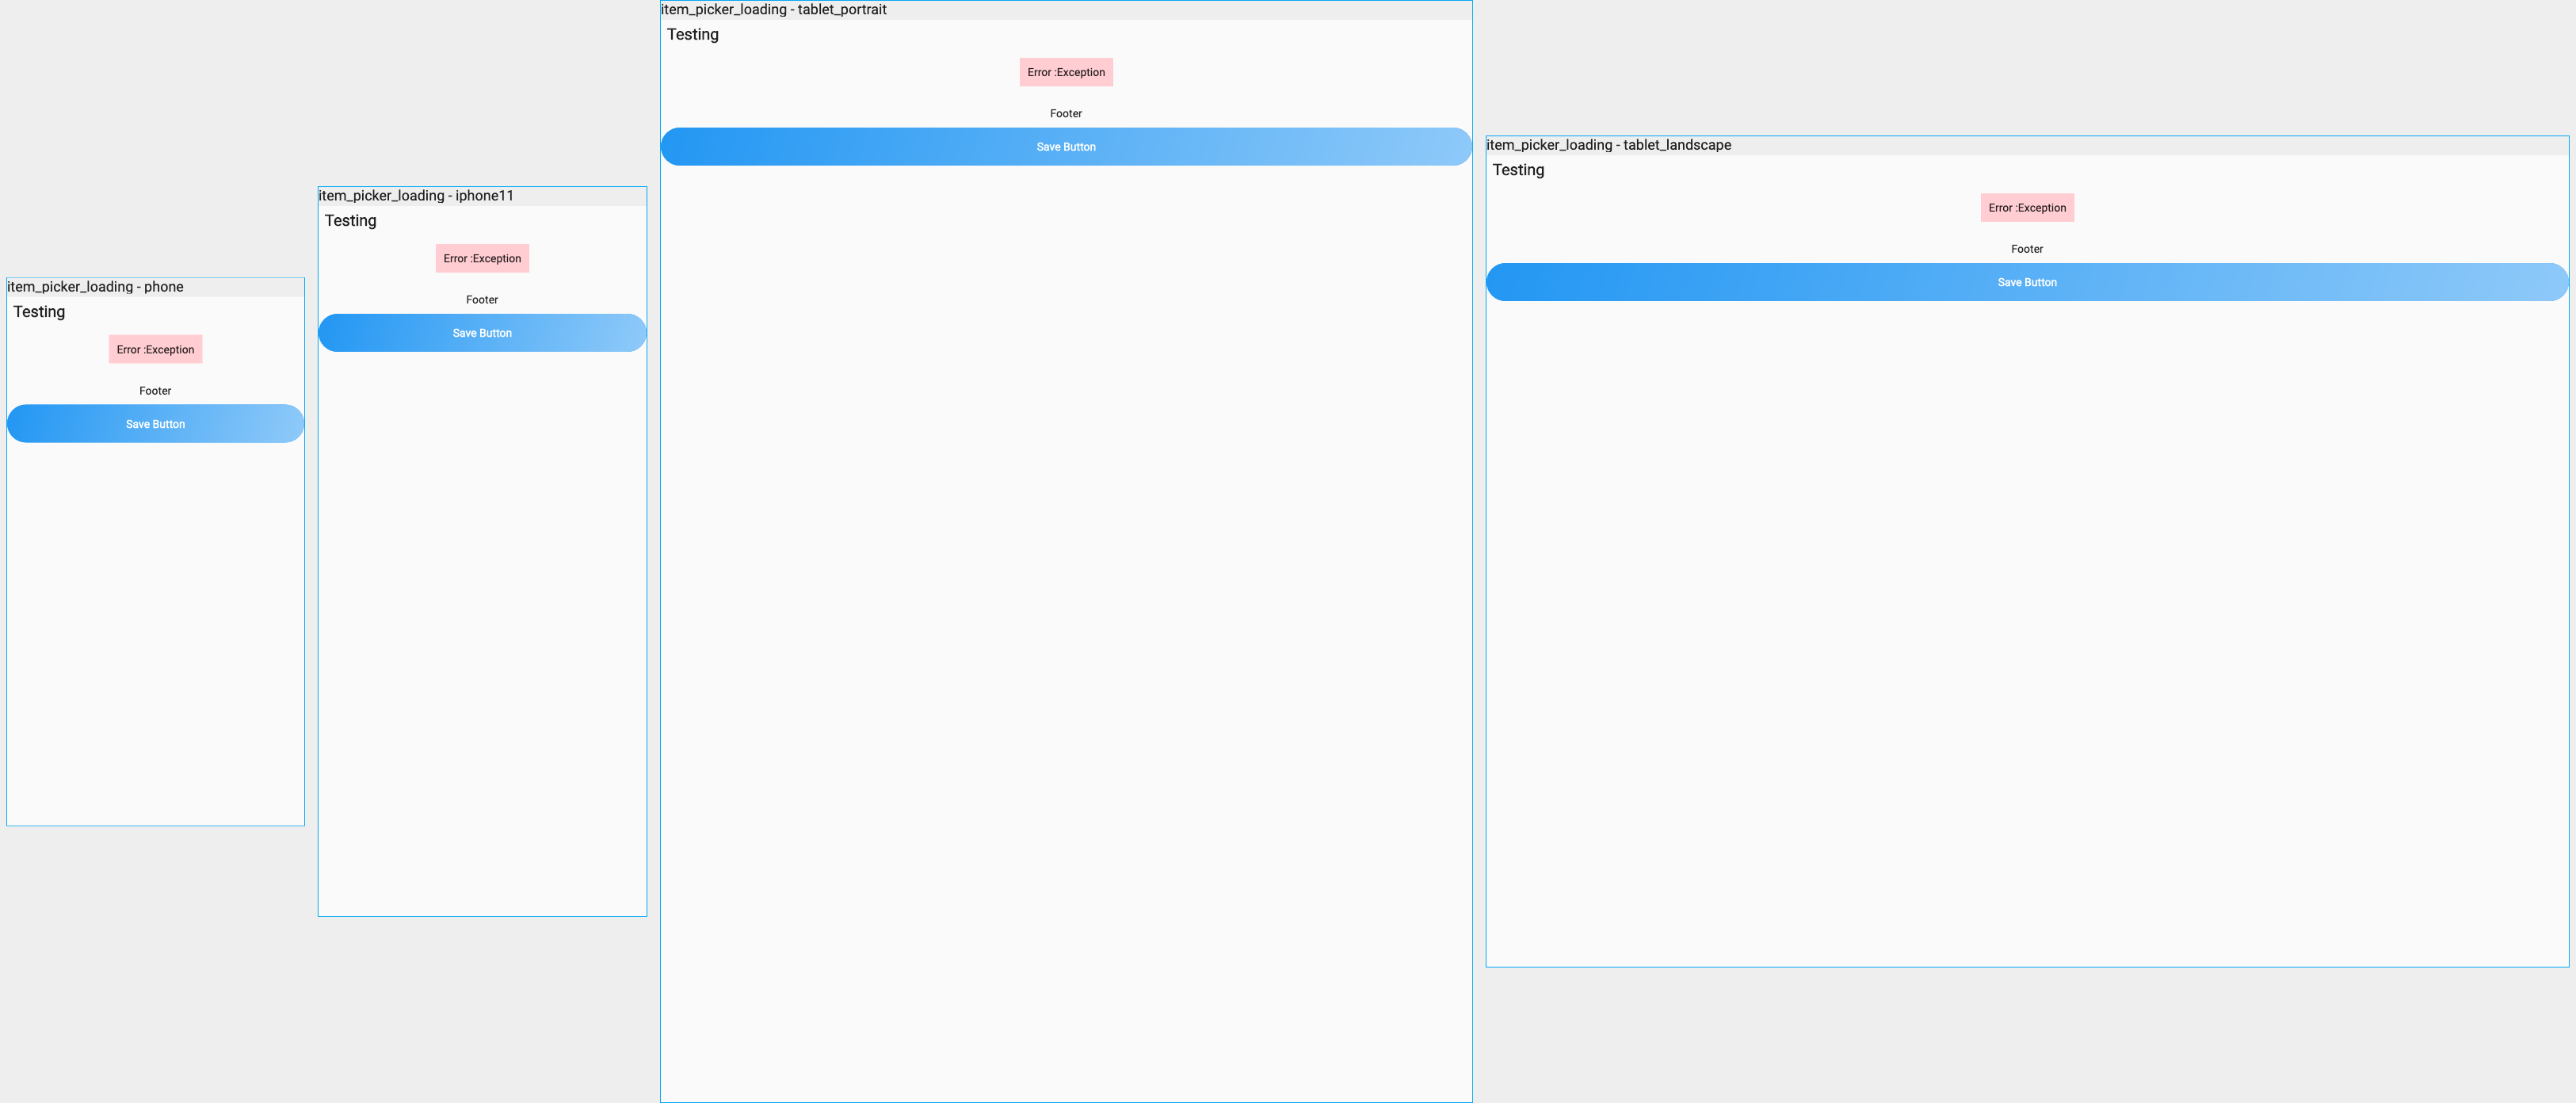 item_picker_loading - phone
Testing
Error :Exception
Footer
Save Button
item_picker_loading - iphone11
Testing
Error :Exception
Footer
Save Button
item_picker_loading - tablet_portrait
Testing
Error :Exception
Footer
Save Button
item_picker_loading - tablet_landscape
Testing
Error :Exception
Footer
Save Button